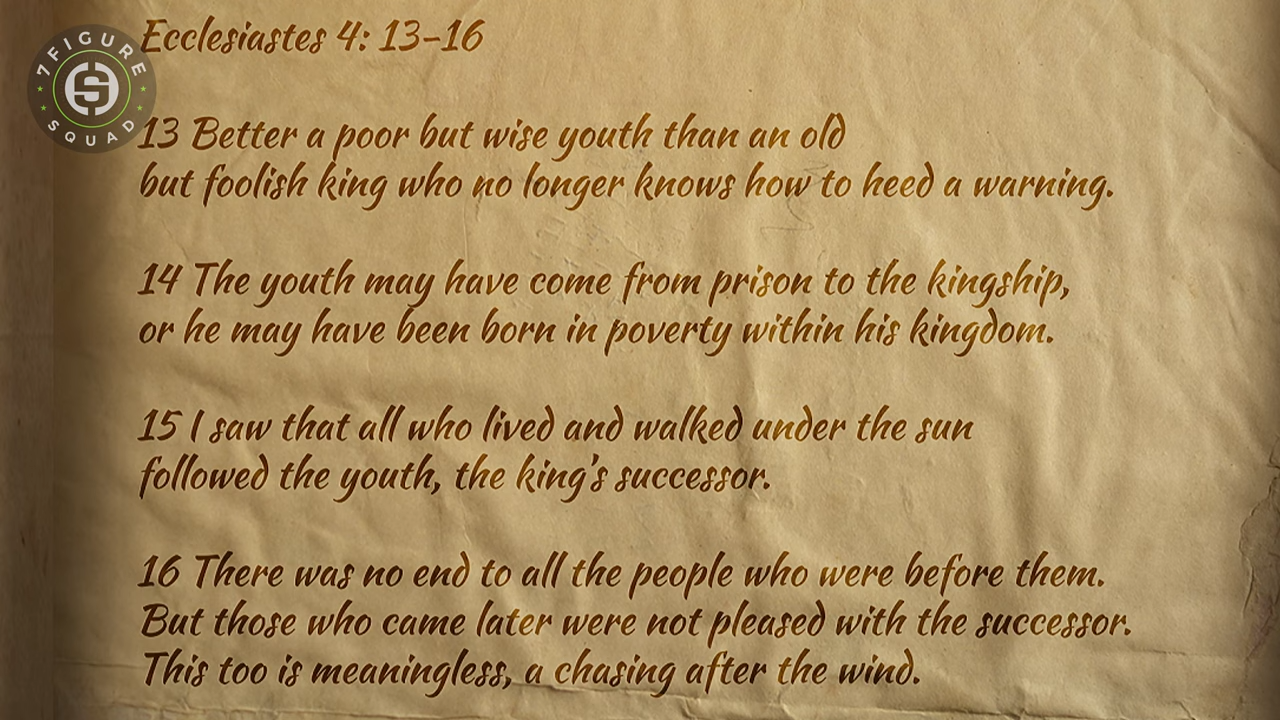 Ecclesiastes 4: 13-16
7FIGURE
SQUAD
13 Better a poor but wise youth than an old
but foolish king who no longer knows how to heed a warning.
14 The youth may have come from prison to the kingship,
or he may have been born in poverty within his kingdom.
15 I saw that all who lived and walked under the sun
followed the youth, the king's successor.
16 There was no end to all the people who were before them.
But those who came later were not pleased with the successor.
This too is meaningless, a chasing after the wind.